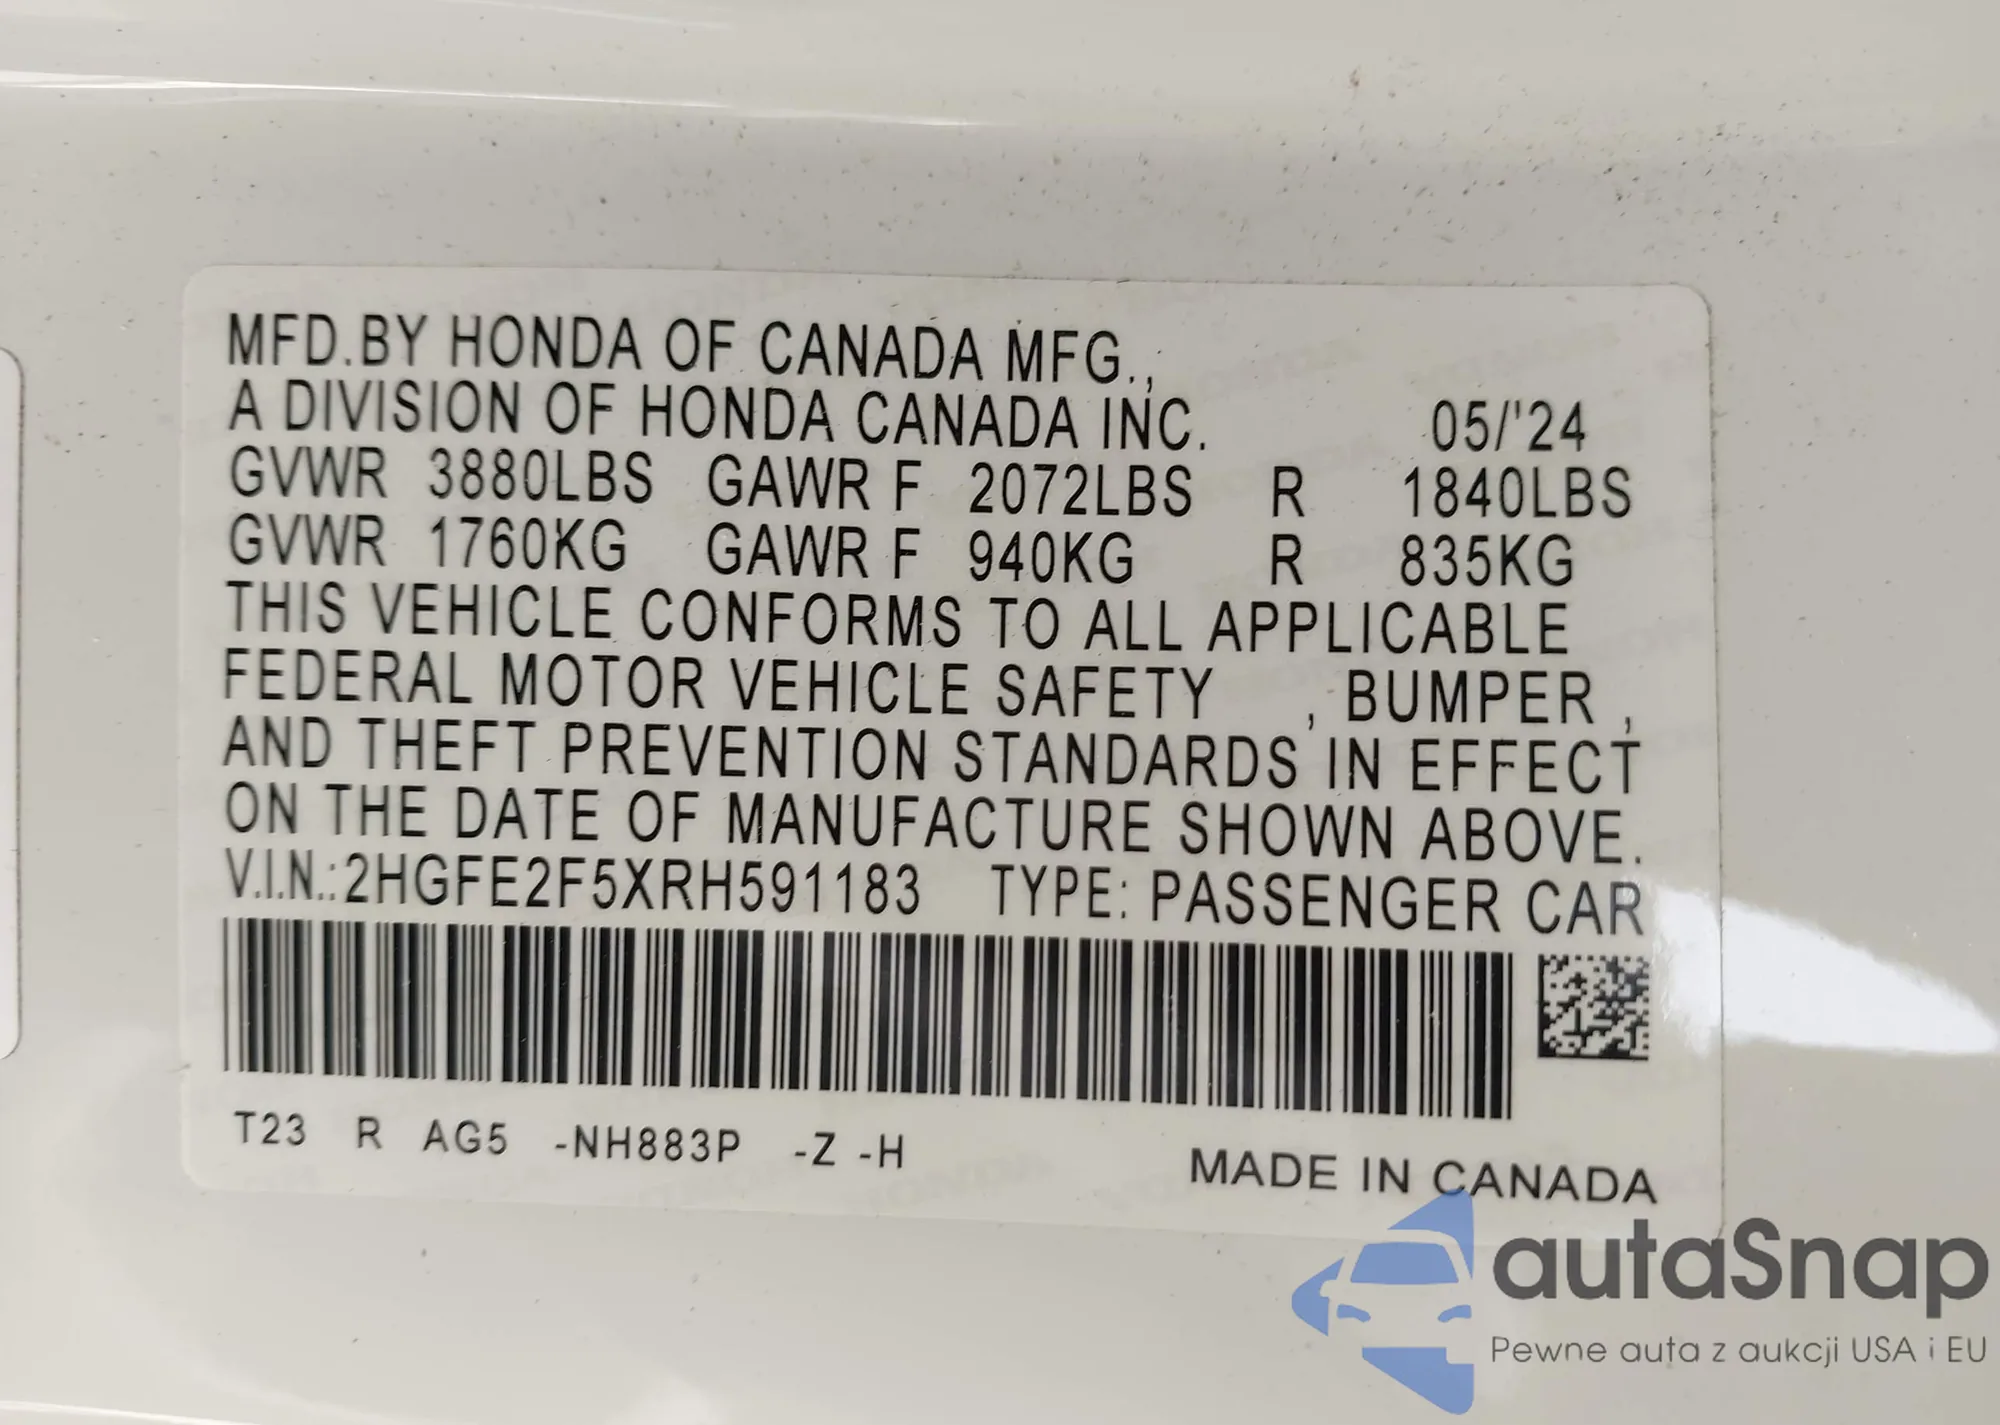 MFD.BY HONDA OF CANADA MFG.,
A DIVISION OF HONDA CANADA INC. 05/'24
GVWR 3880LBS GAWR F 2072LBS R 1840LBS
GVWR 1760KG GAWR F 940KG R 835KG
THIS VEHICLE CONFORMS TO ALL APPLICABLE
FEDERAL MOTOR VEHICLE SAFETY , BUMPER ,
AND THEFT PREVENTION STANDARDS IN EFFECT
ON THE DATE OF MANUFACTURE SHOWN ABOVE.
V.I.N.:2HGFE2F5XRH591183 TYPE: PASSENGER CAR
T23 R AG5 -NH883P -Z -H
MADE IN CANADA
autaSnap
Pewne auta z aukcji USA i EU